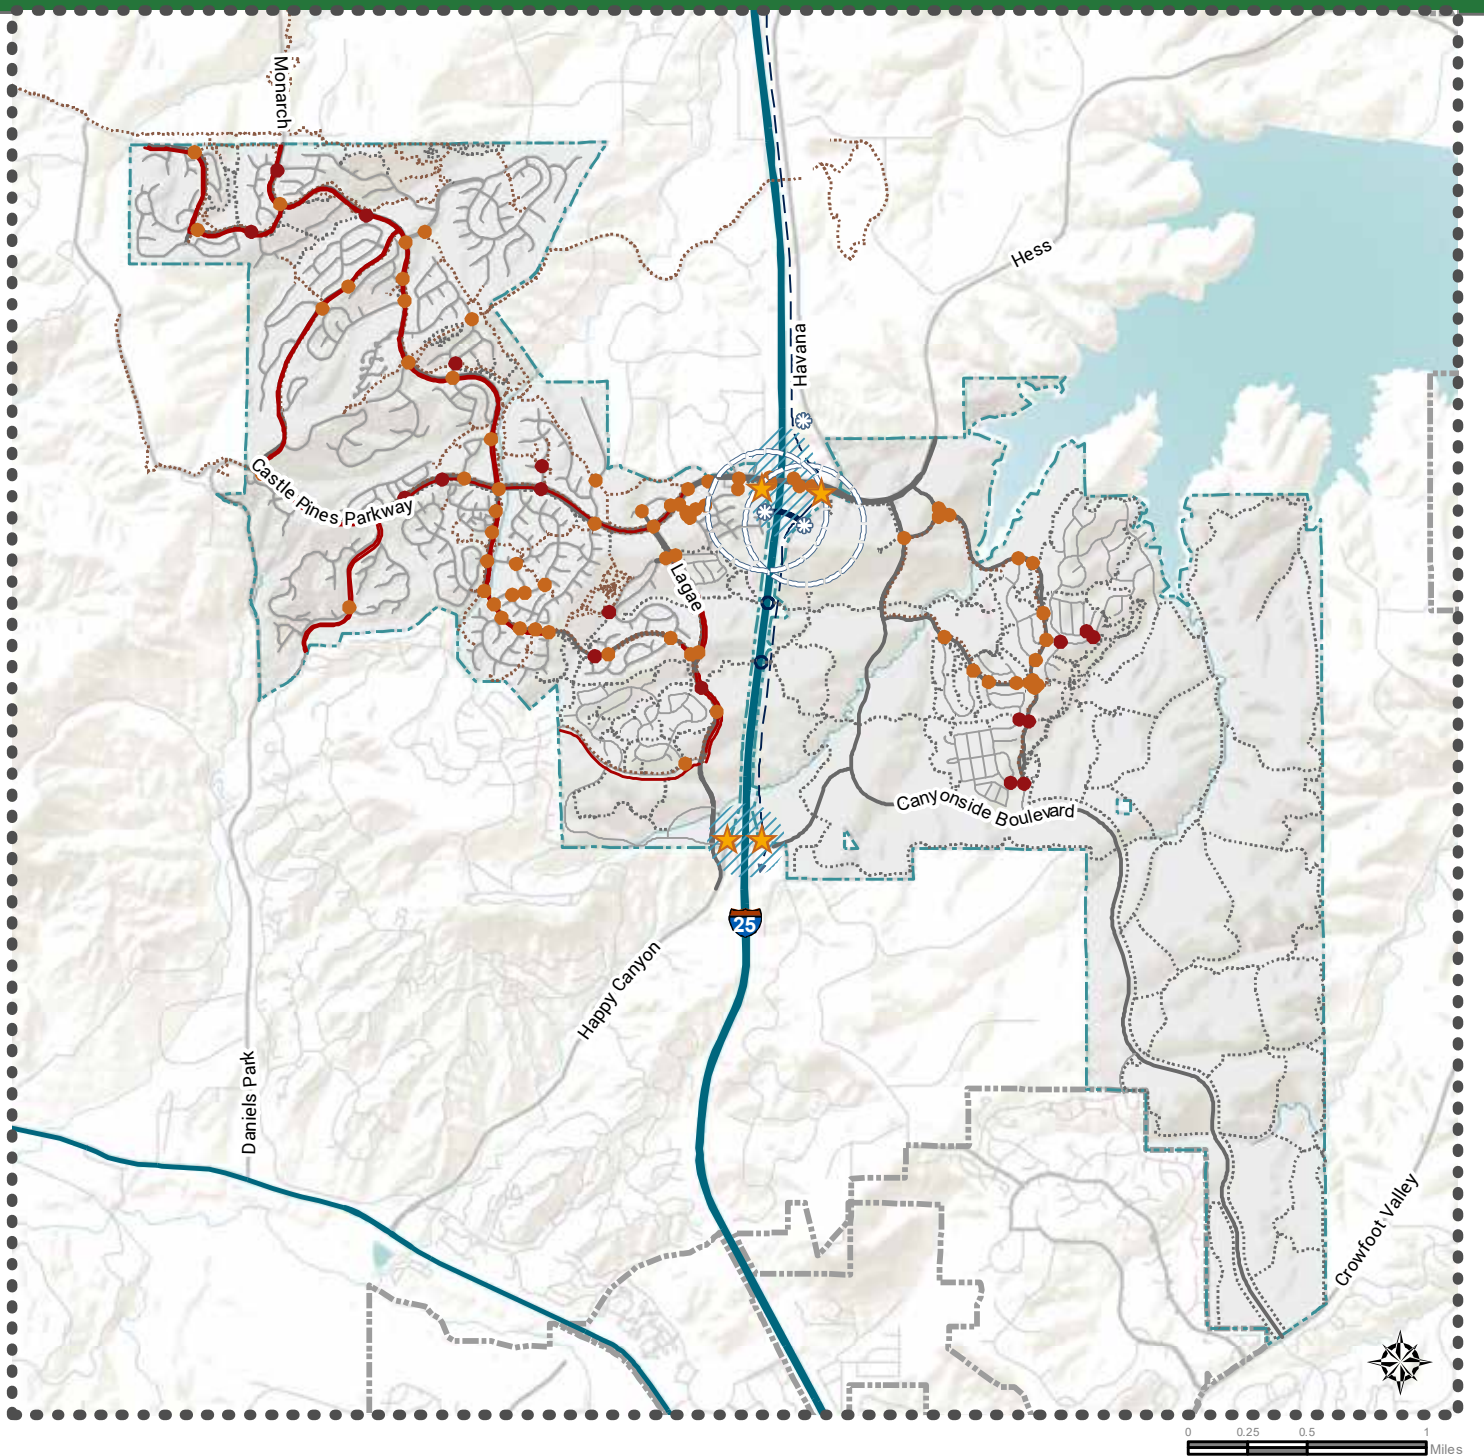 Monarch
Hess
Havana
Castle Pines Parkway
Lagae
Canyonside Boulevard
25
Happy Canyon
Daniels Park
Crowfoot Valley
0 0.25 0.5 1
Miles